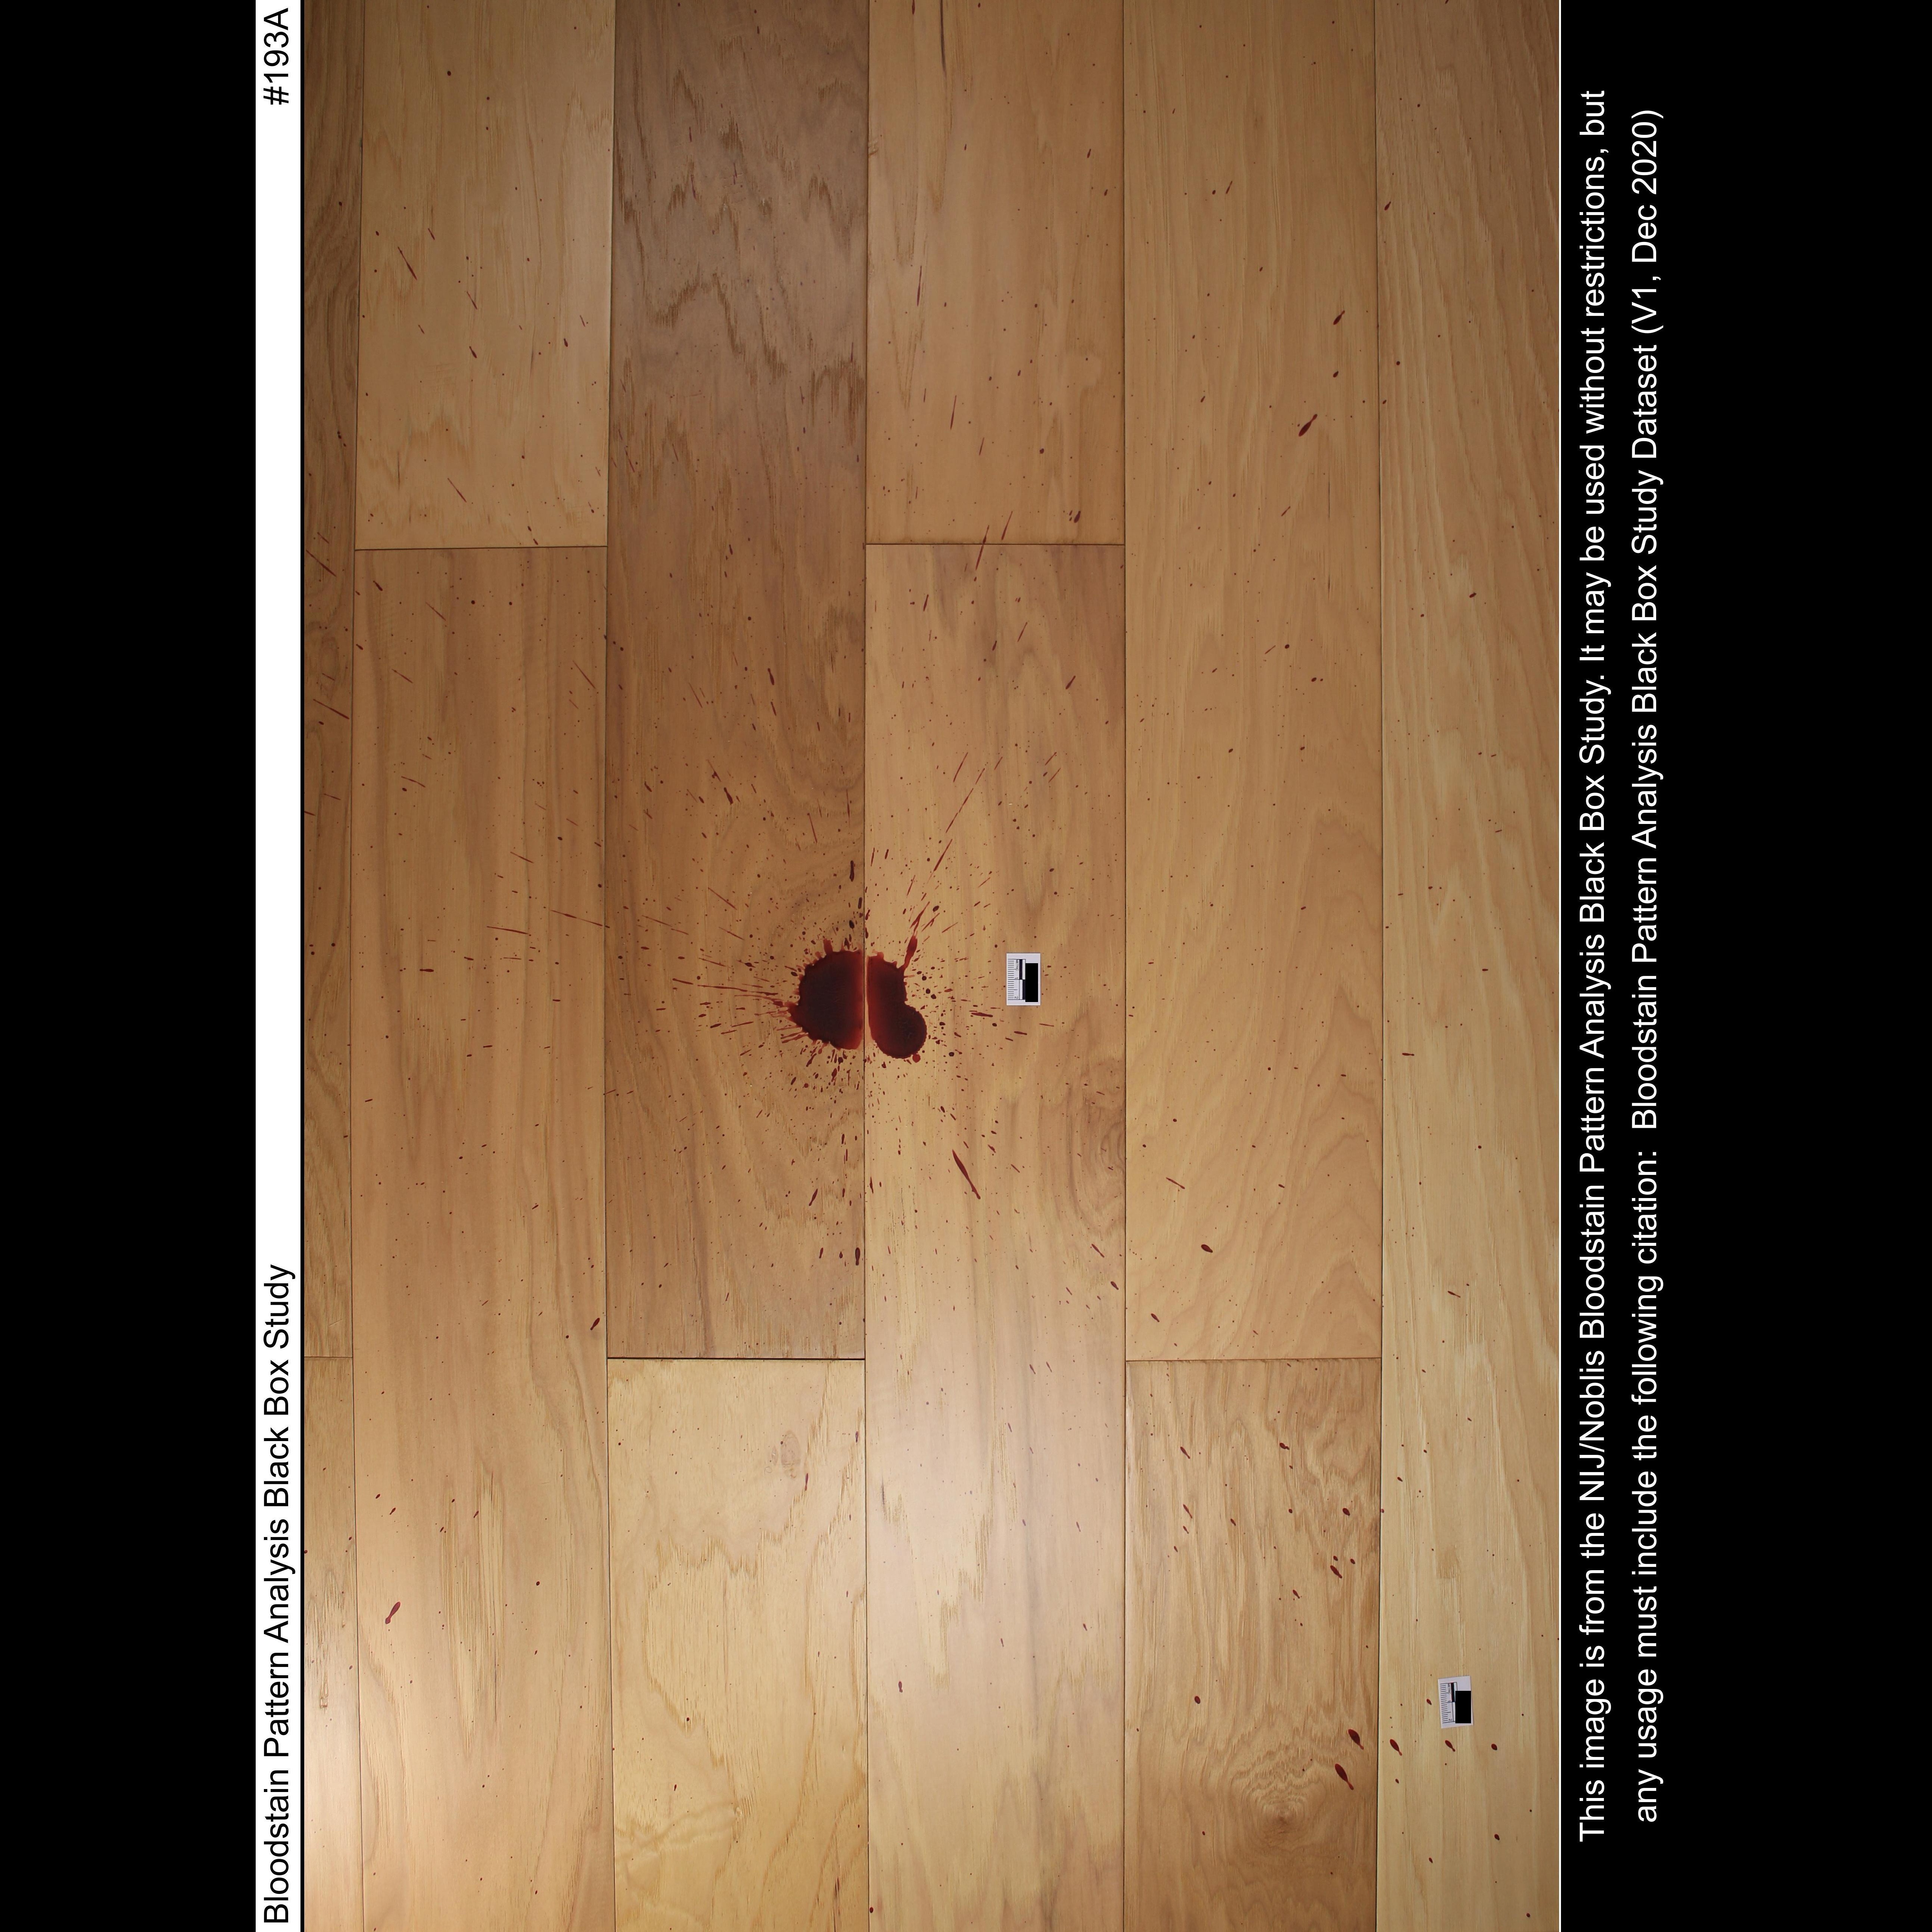 Bloodstain Pattern Analysis Black Box Study #193A
This image is from the NIJ/Noblis Bloodstain Pattern Analysis Black Box Study. It may be used without restrictions, but
any usage must include the following citation: Bloodstain Pattern Analysis Black Box Study Dataset (V1, Dec 2020)